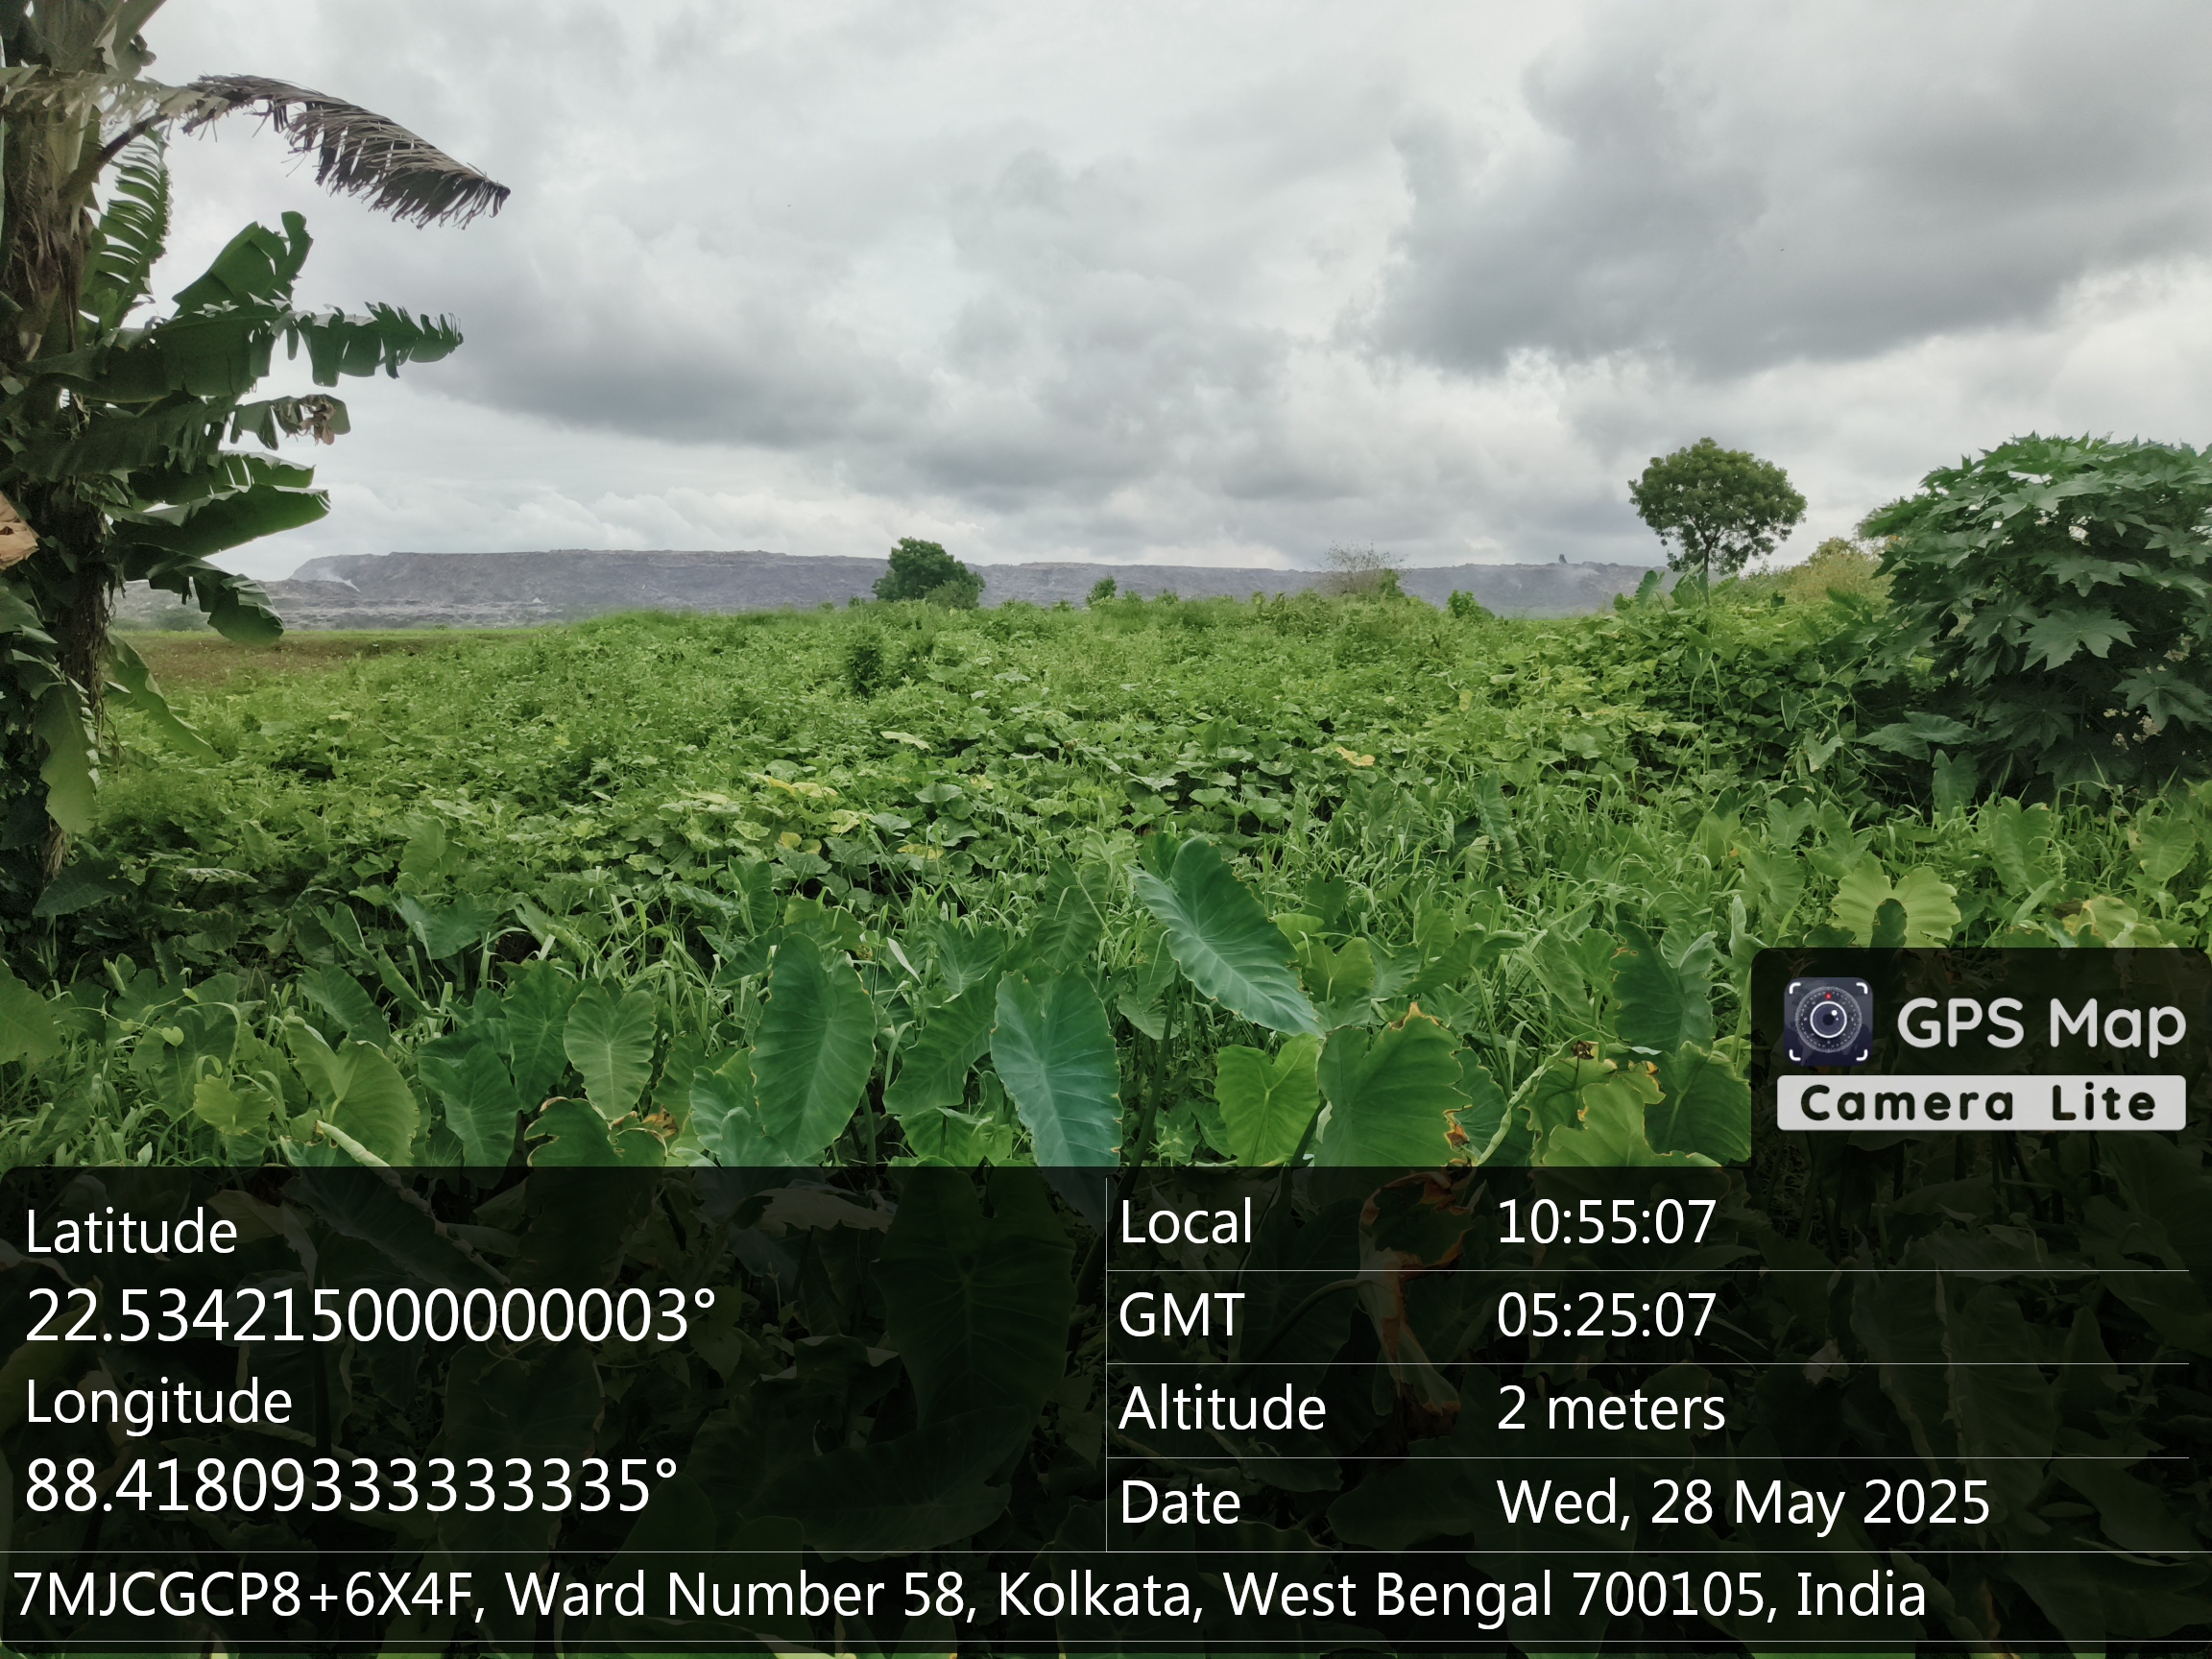 GPS Map
Camera Lite
Latitude
22.534215000000003°
Longitude
88.41809333333335°
Local 10:55:07
GMT 05:25:07
Altitude 2 meters
Date Wed, 28 May 2025
7MJCGCP8+6X4F, Ward Number 58, Kolkata, West Bengal 700105, India